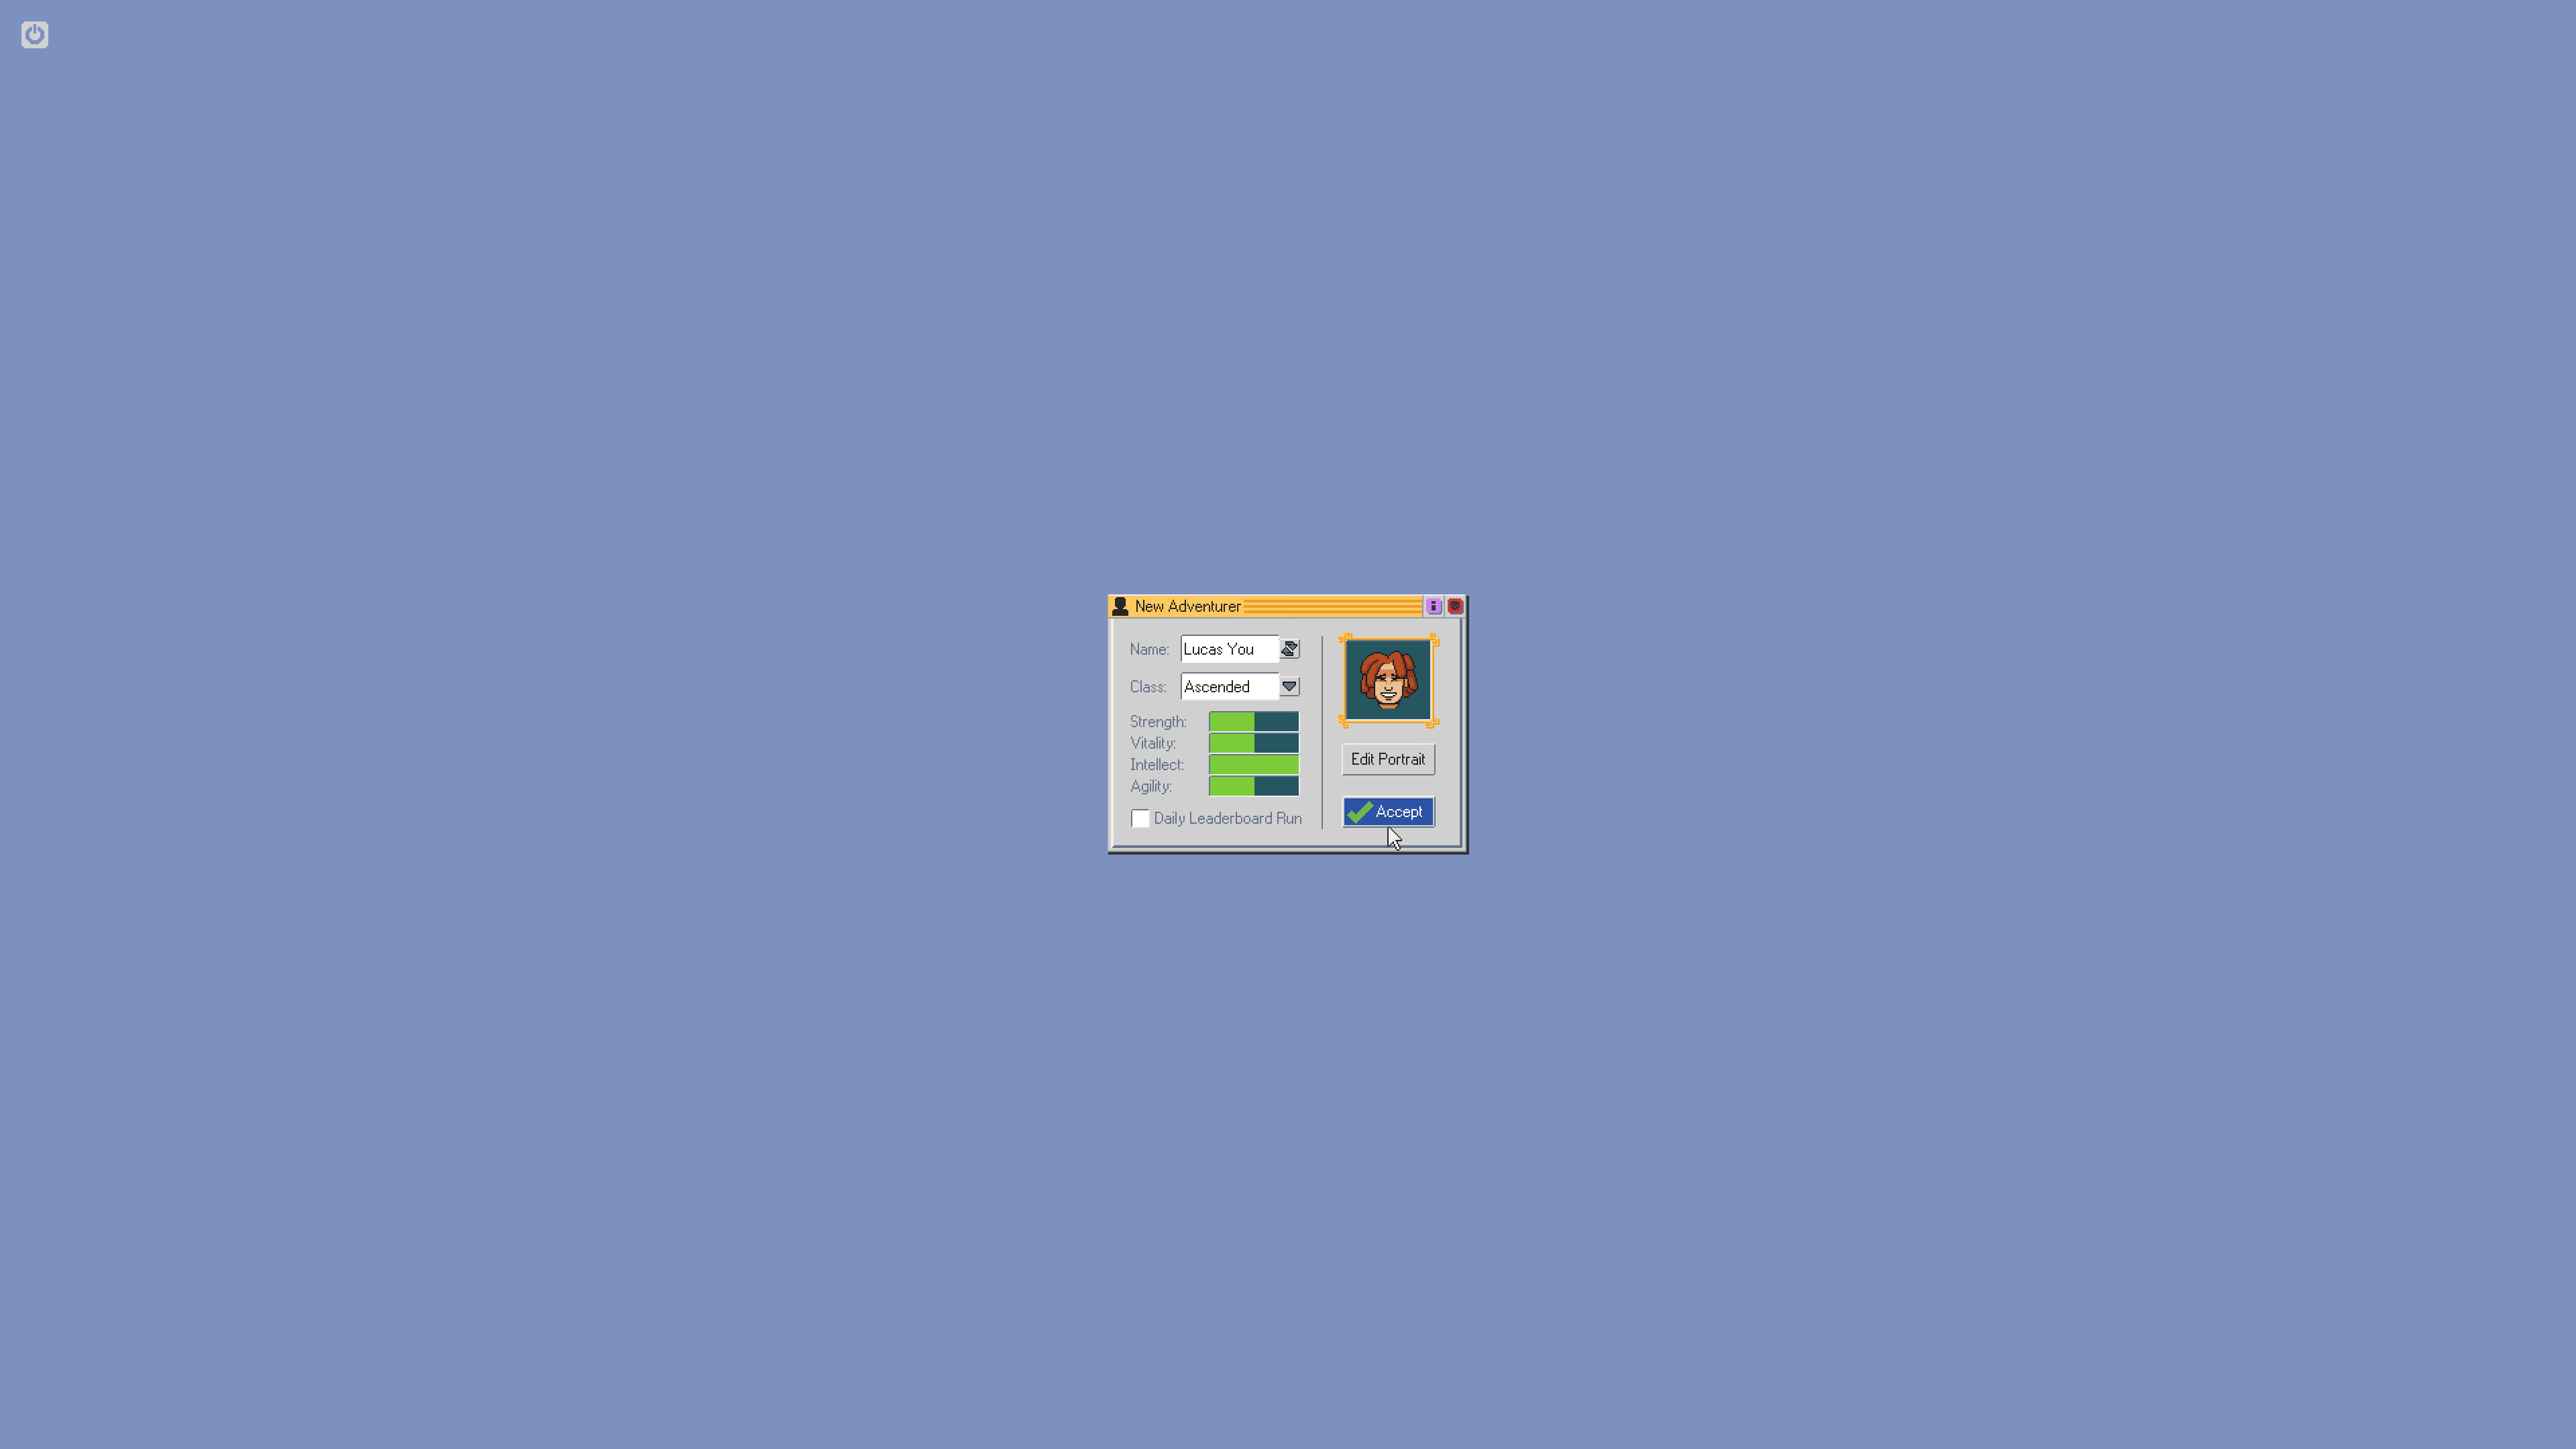 New Adventurer
Name: Lucas You
Class: Ascended
Strength:
Vitality:
Intellect:
Agility:
Daily Leaderboard Run
Edit Portrait
Accept